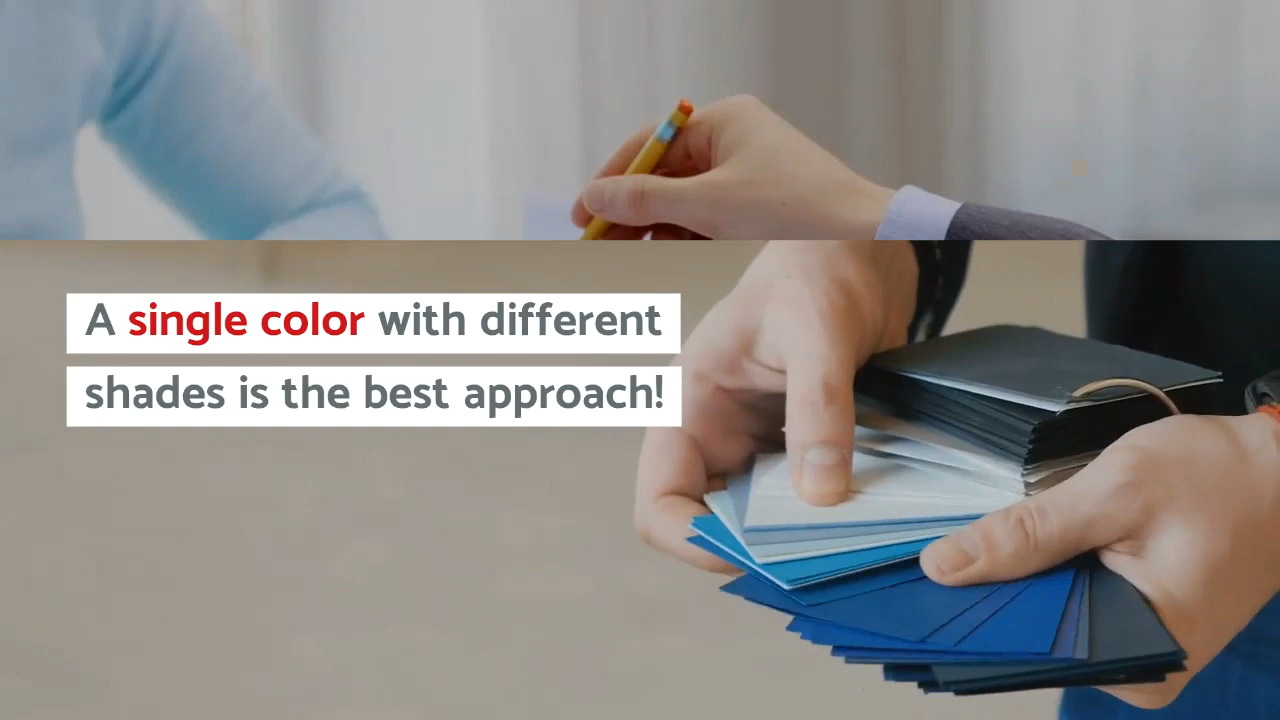 A single color with different
shades is the best approach!